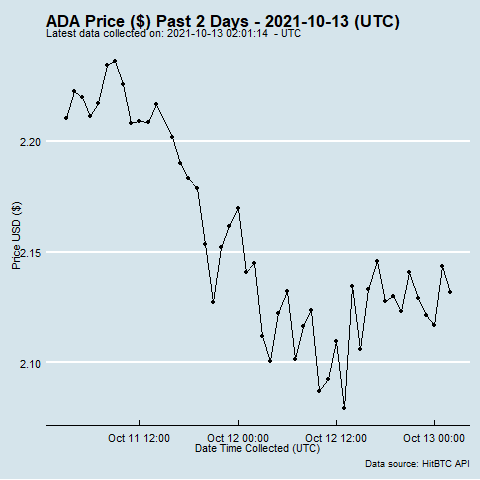 ADA Price ($) Past 2 Days - 2021-10-13 (UTC)
Latest data collected on: 2021-10-13 02:01:14 - UTC
2.20
2.15
2.10
Price USD ($)
Oct 11 12:00 Oct 12 00:00 Oct 12 12:00 Oct 13 00:00
Date Time Collected (UTC)
Data source: HitBTC API